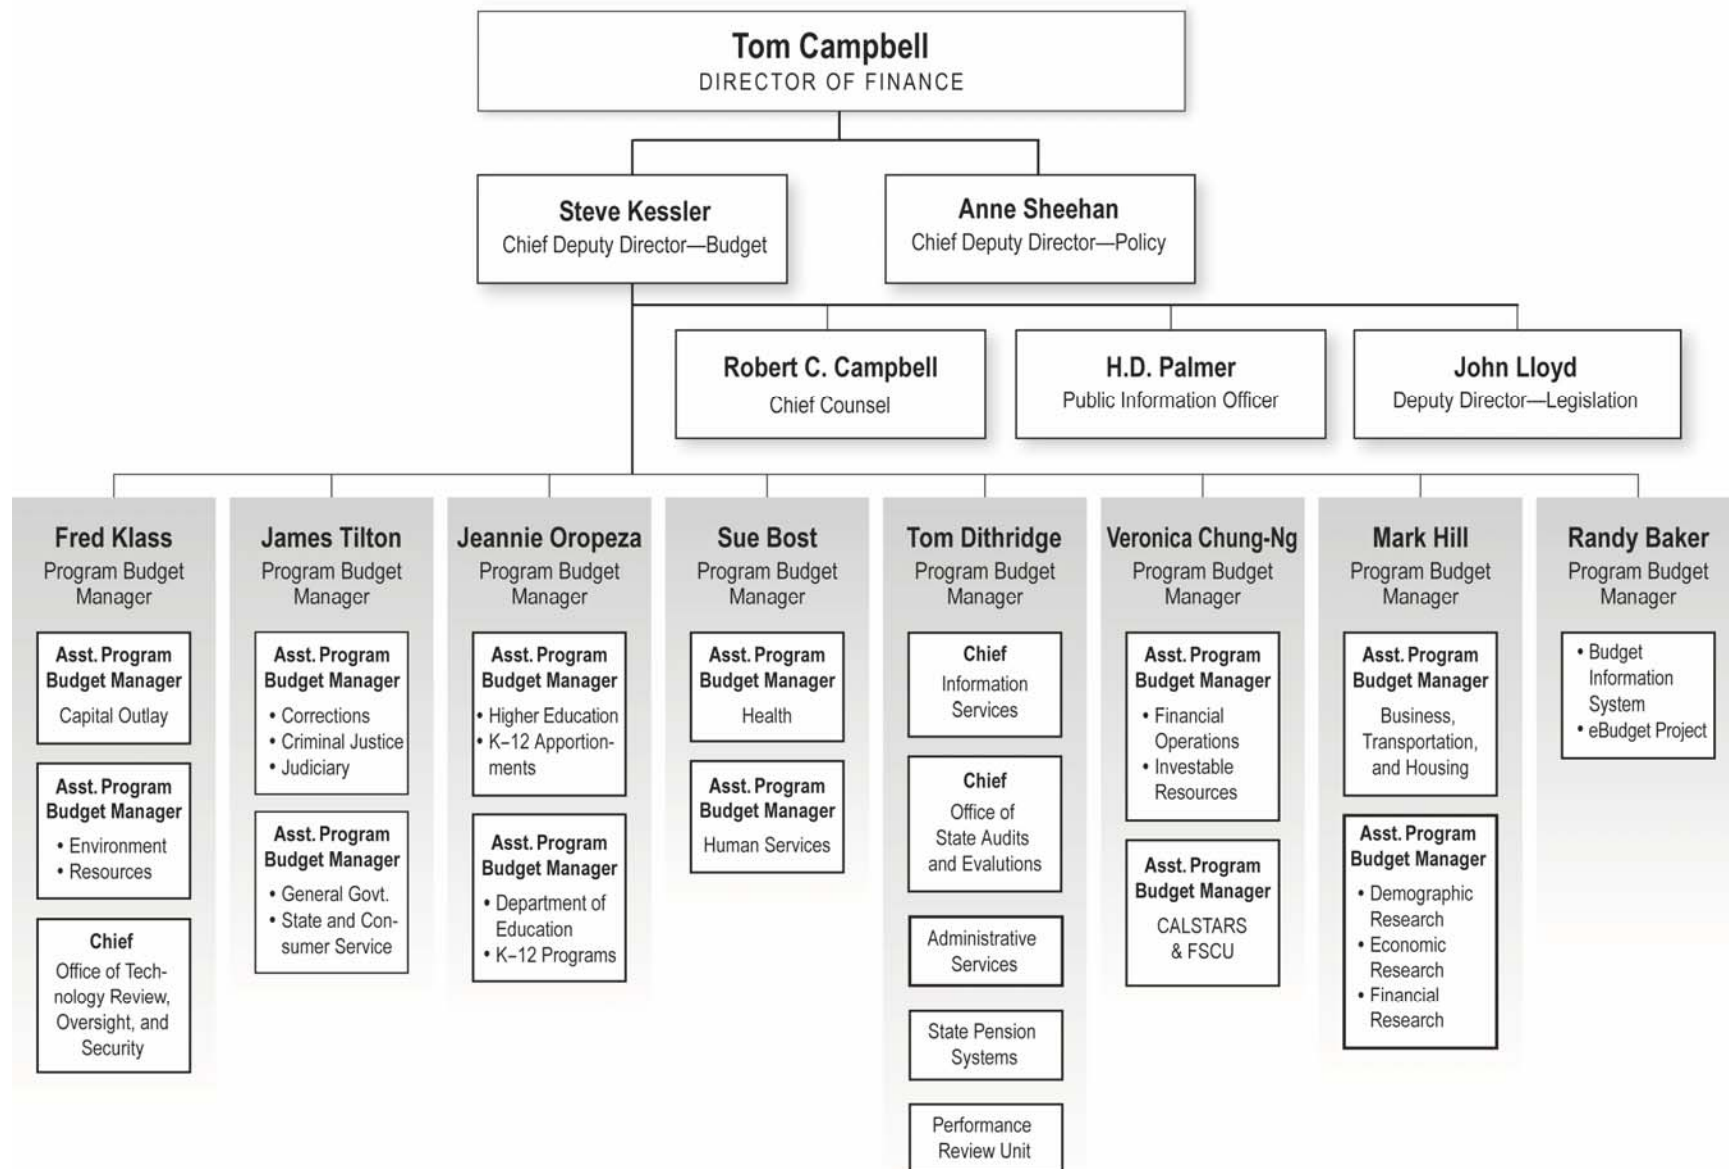 Tom Campbell
DIRECTOR OF FINANCE
Steve Kessler
Chief Deputy Director—Budget
Anne Sheehan
Chief Deputy Director—Policy
Robert C. Campbell
Chief Counsel
H.D. Palmer
Public Information Officer
John Lloyd
Deputy Director—Legislation
Fred Klass
Program Budget
Manager
Asst. Program
Budget Manager
Capital Outlay
Asst. Program
Budget Manager
• Environment
• Resources
Chief
Office of Tech-
nology Review,
Oversight, and
Security
James Tilton
Program Budget
Manager
Asst. Program
Budget Manager
• Corrections
• Criminal Justice
• Judiciary
Asst. Program
Budget Manager
• General Govt.
• State and Con-
sumer Service
Jeannie Oropeza
Program Budget
Manager
Asst. Program
Budget Manager
• Higher Education
• K–12 Apportion-
ments
Asst. Program
Budget Manager
• Department of
Education
• K–12 Programs
Sue Bost
Program Budget
Manager
Asst. Program
Budget Manager
Health
Asst. Program
Budget Manager
Human Services
Tom Dithridge
Program Budget
Manager
Chief
Information
Services
Chief
Office of
State Audits
and Evalutions
Administrative
Services
State Pension
Systems
Performance
Review Unit
Veronica Chung-Ng
Program Budget
Manager
Asst. Program
Budget Manager
• Financial
Operations
• Investable
Resources
Asst. Program
Budget Manager
CALSTARS
& FSCU
Mark Hill
Program Budget
Manager
Asst. Program
Budget Manager
Business,
Transportation,
and Housing
Asst. Program
Budget Manager
• Demographic
Research
• Economic
Research
• Financial
Research
Randy Baker
Program Budget
Manager
• Budget
Information
System
• eBudget Project